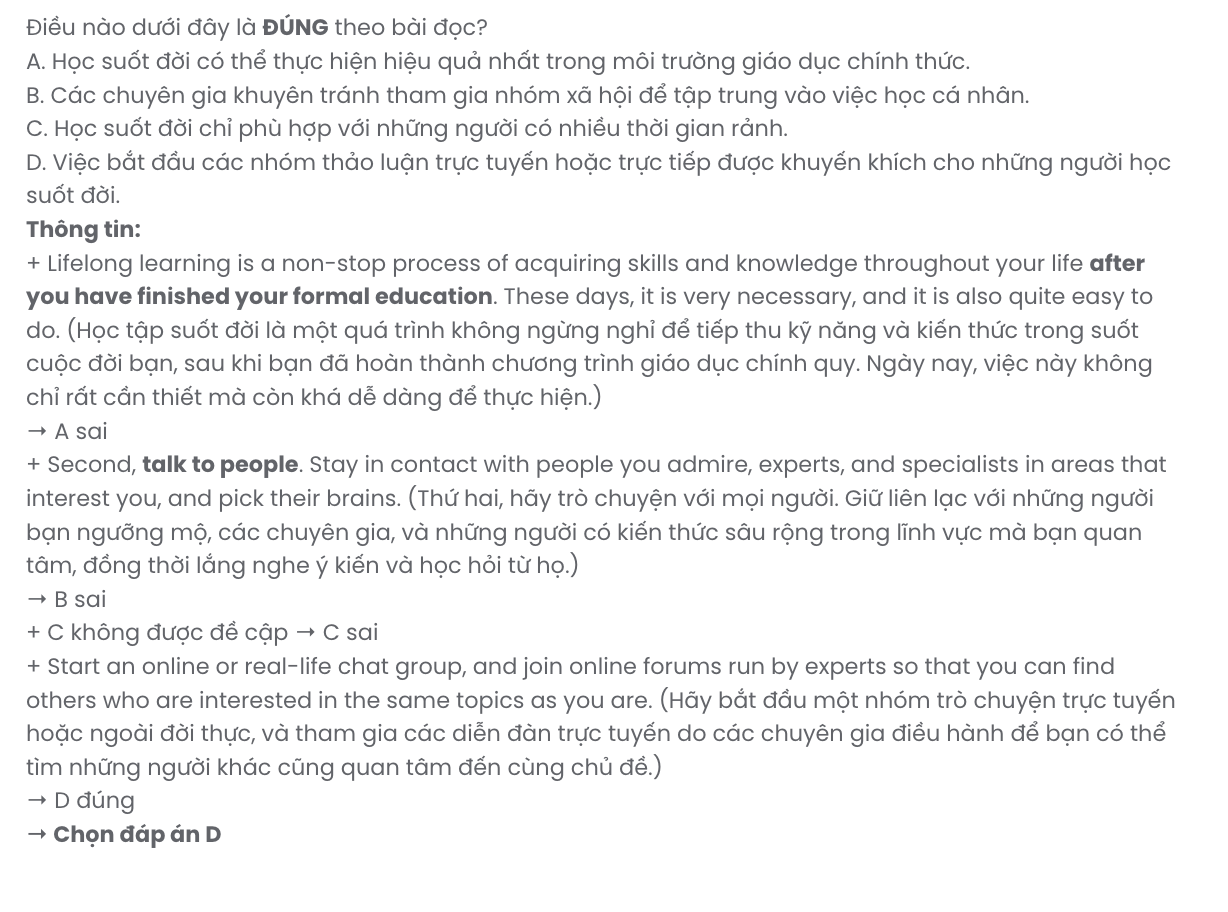 Điều nào dưới đây là ĐÚNG theo bài đọc?
A. Học suốt đời có thể thực hiện hiệu quả nhất trong môi trường giáo dục chính thức.
B. Các chuyên gia khuyên tránh tham gia nhóm xã hội để tập trung vào việc học cá nhân.
C. Học suốt đời chỉ phù hợp với những người có nhiều thời gian rảnh.
D. Việc bắt đầu các nhóm thảo luận trực tuyến hoặc trực tiếp được khuyến khích cho những người học
suốt đời.
Thông tin:
+ Lifelong learning is a non-stop process of acquiring skills and knowledge throughout your life after
you have finished your formal education. These days, it is very necessary, and it is also quite easy to
do. (Học tập suốt đời là một quá trình không ngừng nghỉ để tiếp thu kỹ năng và kiến thức trong suốt
cuộc đời bạn, sau khi bạn đã hoàn thành chương trình giáo dục chính quy. Ngày nay, việc này không
chỉ rất cần thiết mà còn khá dễ dàng để thực hiện.)
→ A sai
+ Second, talk to people. Stay in contact with people you admire, experts, and specialists in areas that
interest you, and pick their brains. (Thứ hai, hãy trò chuyện với mọi người. Giữ liên lạc với những người
bạn ngưỡng mộ, các chuyên gia, và những người có kiến thức sâu rộng trong lĩnh vực mà bạn quan
tâm, đồng thời lắng nghe ý kiến và học hỏi từ họ.)
→ B sai
+ C không được đề cập → C sai
+ Start an online or real-life chat group, and join online forums run by experts so that you can find
others who are interested in the same topics as you are. (Hãy bắt đầu một nhóm trò chuyện trực tuyến
hoặc ngoài đời thực, và tham gia các diễn đàn trực tuyến do các chuyên gia điều hành để bạn có thể
tìm những người khác cũng quan tâm đến cùng chủ đề.)
→ D đúng
→ Chọn đáp án D